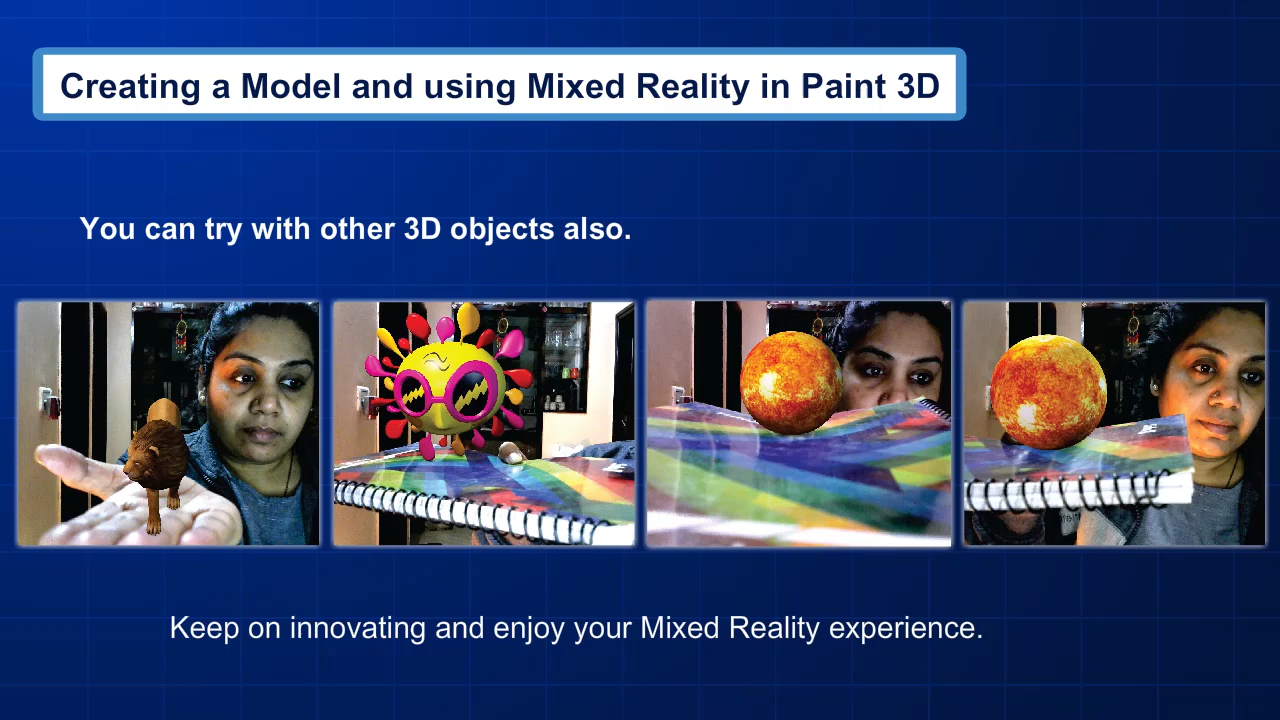 Creating a Model and using Mixed Reality in Paint 3D
You can try with other 3D objects also.
Keep on innovating and enjoy your Mixed Reality experience.